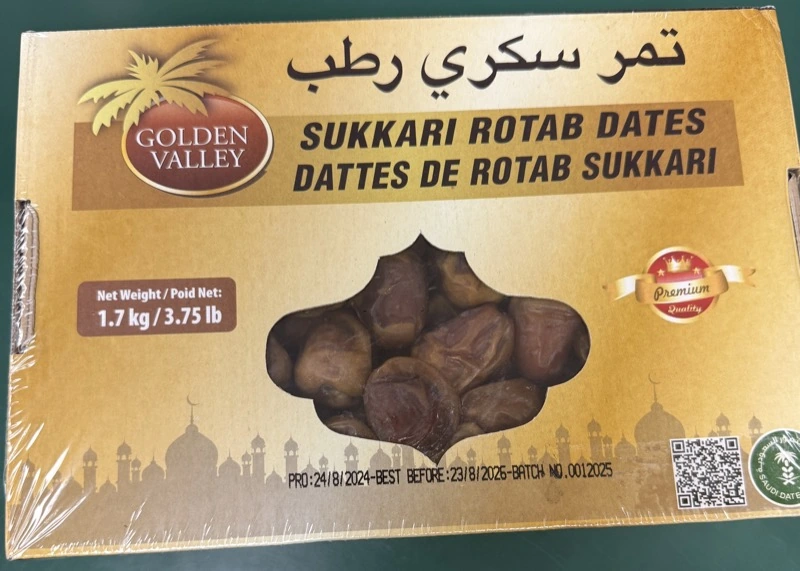 تمر سكري رطب
GOLDEN
VALLEY
SUKKARI ROTAB DATES
DATTES DE ROTAB SUKKARI
Net Weight / Poid Net:
1.7 kg / 3.75 lb
Premium
Quality
PRO:24/8/2024-BEST BEFORE:23/8/2026-BATCH NO.0012025
SAUDI DATE